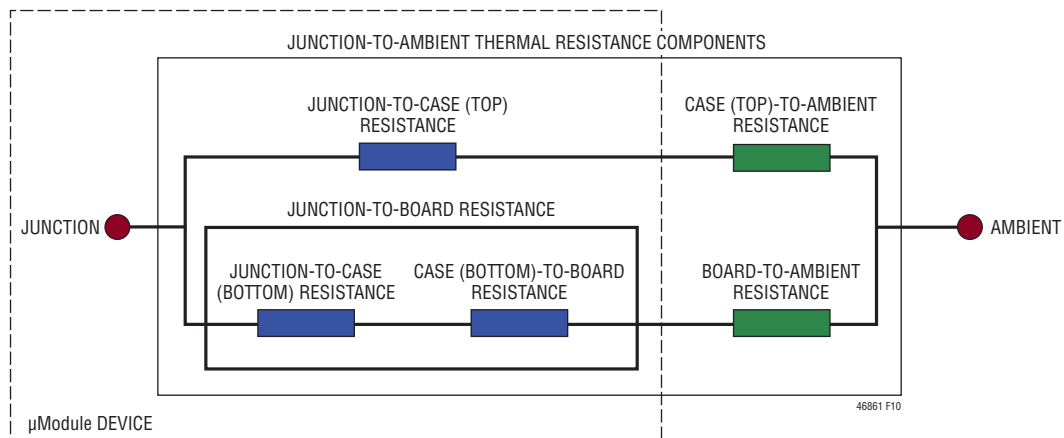 JUNCTION-TO-AMBIENT THERMAL RESISTANCE COMPONENTS
JUNCTION-TO-CASE (TOP)
RESISTANCE
CASE (TOP)-TO-AMBIENT
RESISTANCE
JUNCTION
JUNCTION-TO-BOARD RESISTANCE
AMBIENT
JUNCTION-TO-CASE
(BOTTOM) RESISTANCE
CASE (BOTTOM)-TO-BOARD
RESISTANCE
BOARD-TO-AMBIENT
RESISTANCE
46861 F10
µModule DEVICE